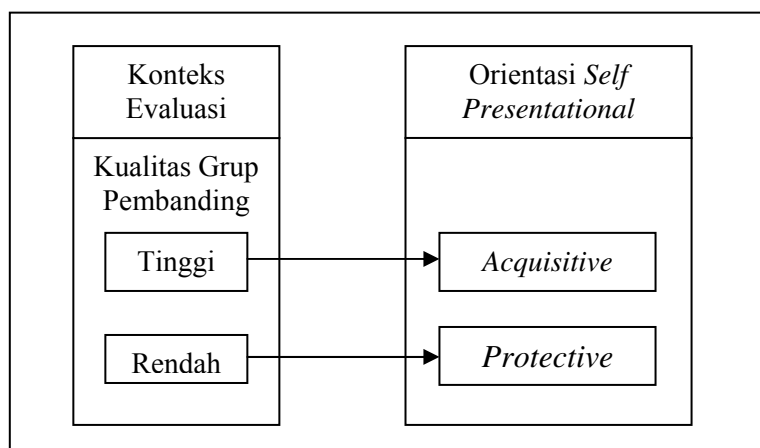 Konteks
Evaluasi
Kualitas Grup
Pembanding
Tinggi
Rendah
Orientasi Self
Presentational
Acquisitive
Protective